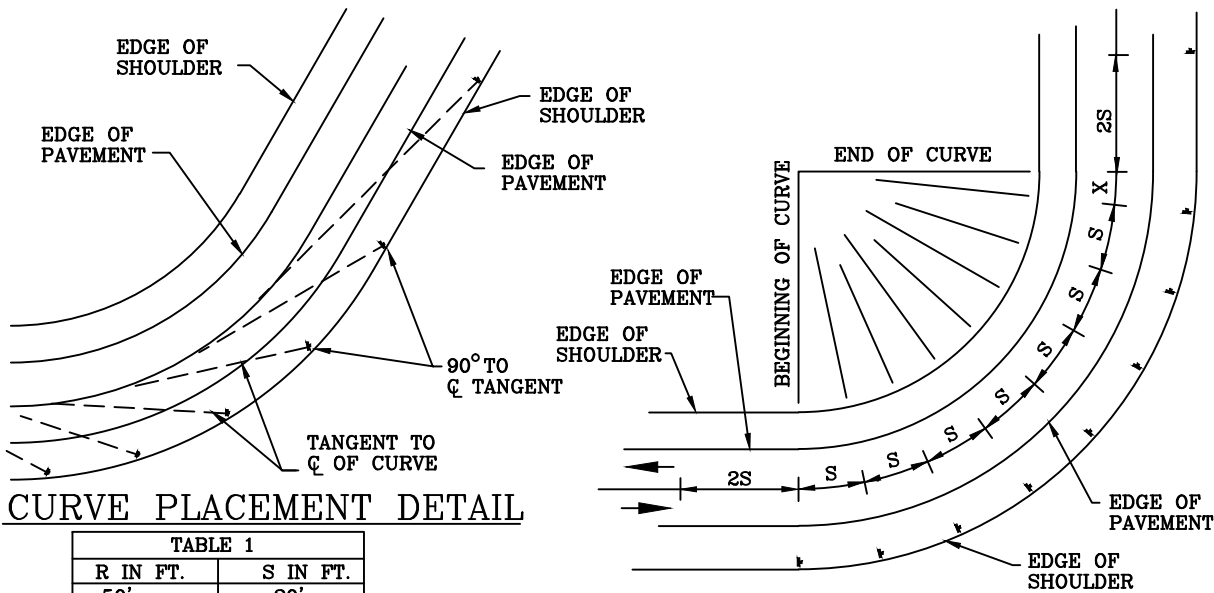 EDGE OF
SHOULDER
EDGE OF
PAVEMENT
EDGE OF
SHOULDER
EDGE OF
PAVEMENT
90° TO
℄ TANGENT
TANGENT TO
℄ OF CURVE
CURVE PLACEMENT DETAIL
TABLE 1
R IN FT.
S IN FT.
50'
END OF CURVE
BEGINNING OF CURVE
EDGE OF
PAVEMENT
EDGE OF
SHOULDER
2S
X
S
S
S
S
S
S
S
2S
EDGE OF
PAVEMENT
EDGE OF
SHOULDER